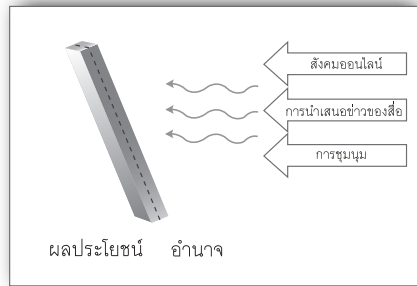 สังคมออนไลน์
การนำเสนอข่าวของสื่อ
การชุมนุม
ผลประโยชน์ อำนาจ